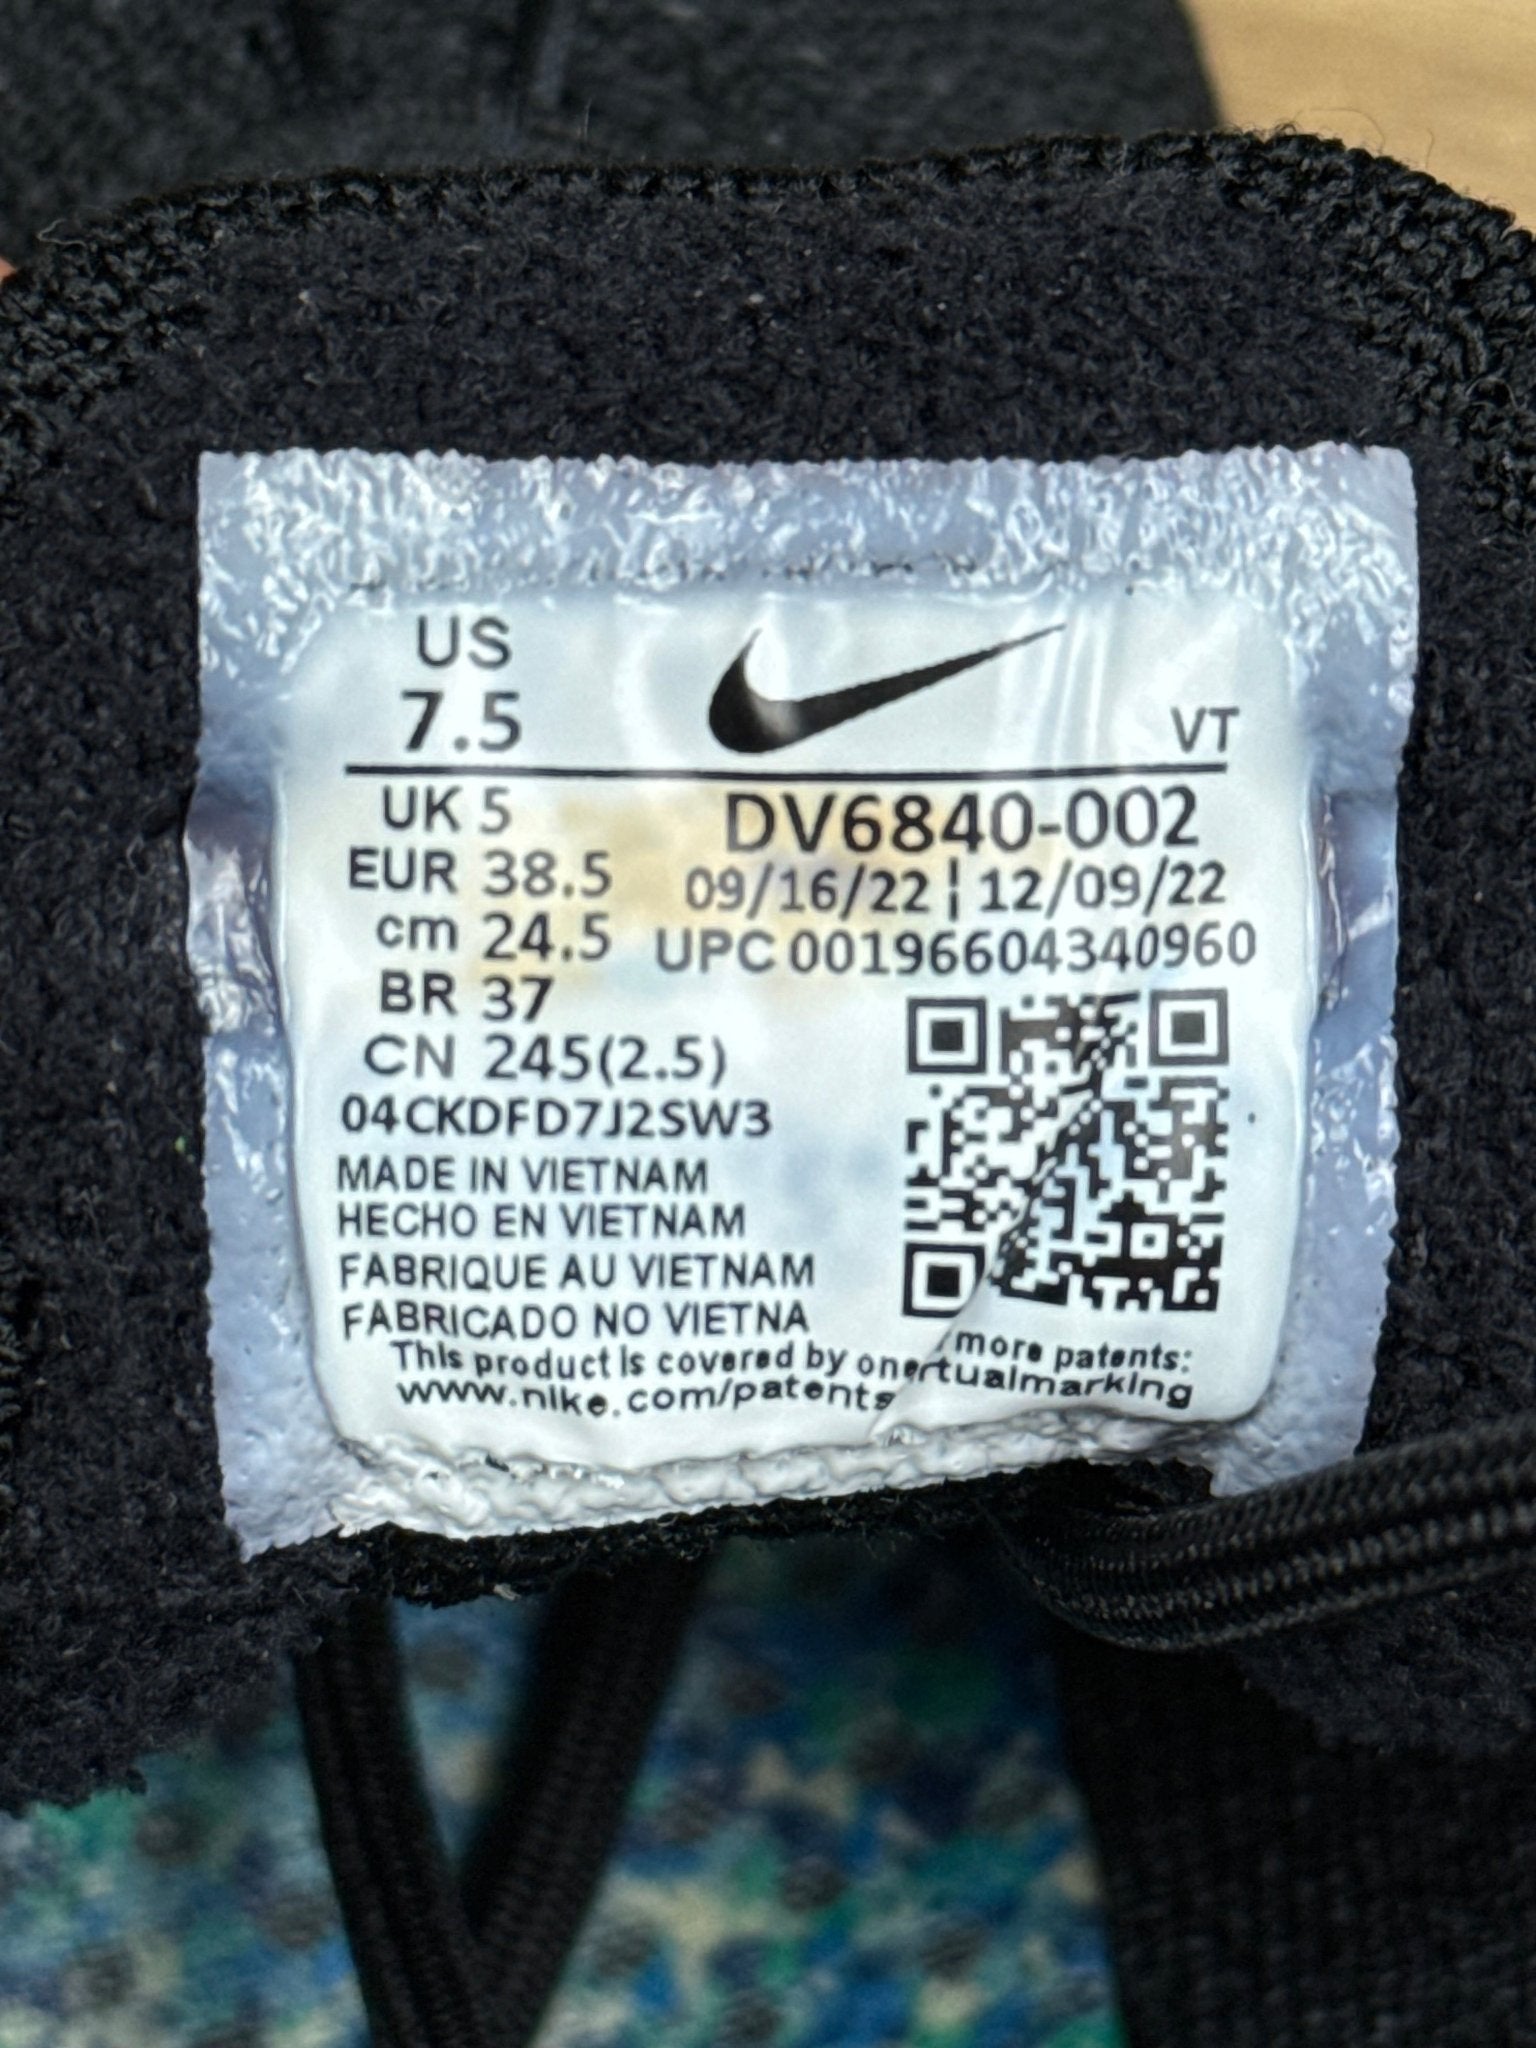 US
7.5
VT
UK 5
DV6840-002
EUR 38.5
09/16/22 ¦ 12/09/22
cm 24.5
UPC 00196604340960
BR 37
CN 245(2.5)
04CKDFD7J2SW3
MADE IN VIETNAM
HECHO EN VIETNAM
FABRIQUE AU VIETNAM
FABRICADO NO VIETNA
This product is covered by one more patents:
www.nike.com/patents